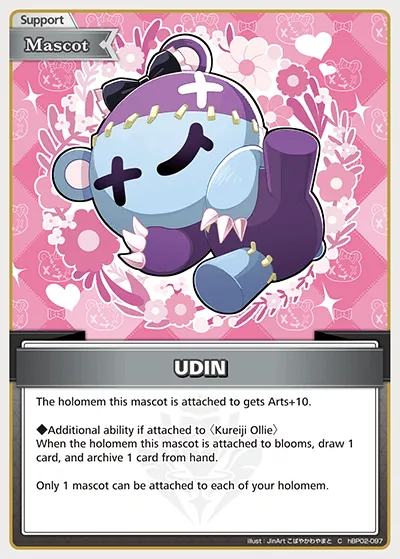 Support
Mascot
UDIN
The holomem this mascot is attached to gets Arts+10.
◆Additional ability if attached to 〈Kureiji Ollie〉
When the holomem this mascot is attached to blooms, draw 1
card, and archive 1 card from hand.
Only 1 mascot can be attached to each of your holomem.
illust : JinArt こばやかわやまと C hBP02-097